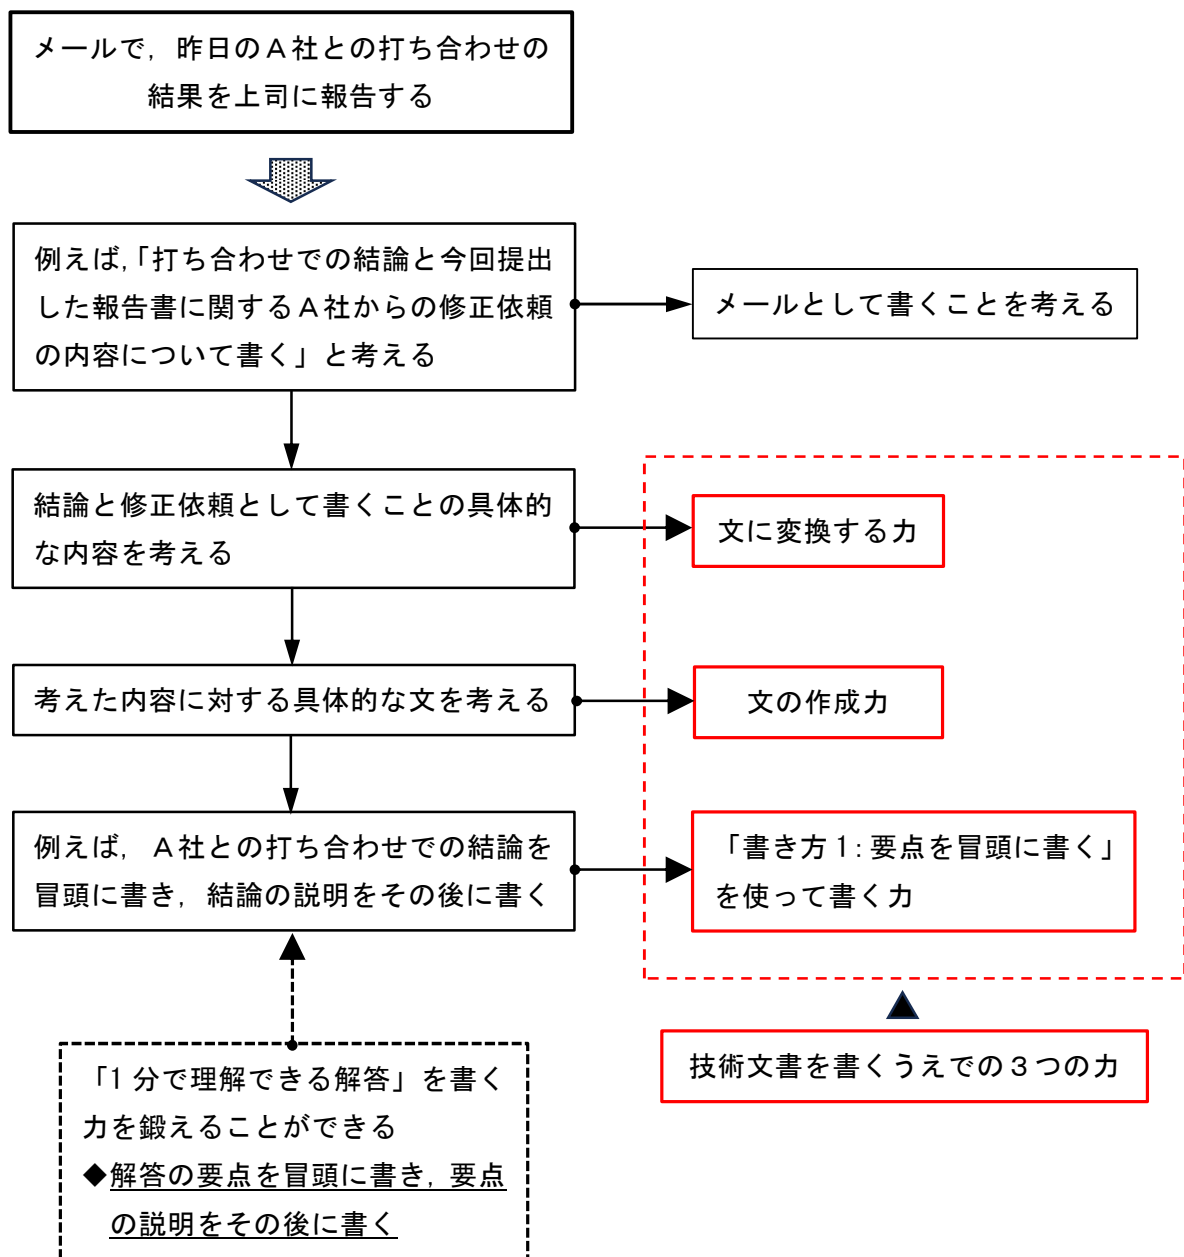 メールで，昨日のＡ社との打ち合わせの
結果を上司に報告する
例えば，「打ち合わせでの結論と今回提出
した報告書に関するＡ社からの修正依頼
の内容について書く」と考える
メールとして書くことを考える
結論と修正依頼として書くことの具体的
な内容を考える
文に変換する力
考えた内容に対する具体的な文を考える
文の作成力
例えば，Ａ社との打ち合わせでの結論を
冒頭に書き，結論の説明をその後に書く
「書き方１：要点を冒頭に書く」
を使って書く力
技術文書を書くうえでの３つの力
「1分で理解できる解答」を書く
力を鍛えることができる
◆解答の要点を冒頭に書き，要点
の説明をその後に書く